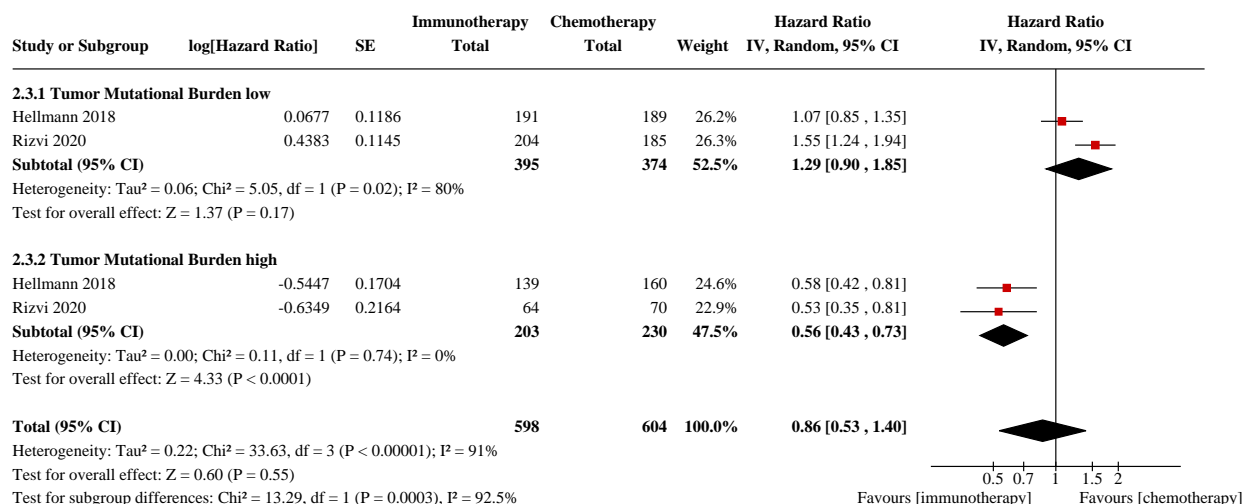 Immunotherapy Chemotherapy Hazard Ratio Hazard Ratio
Study or Subgroup log[Hazard Ratio] SE Total Total Weight IV, Random, 95% CI IV, Random, 95% CI
2.3.1 Tumor Mutational Burden low
Hellmann 2018 0.0677 0.1186 191 189 26.2% 1.07 [0.85 , 1.35]
Rizvi 2020 0.4383 0.1145 204 185 26.3% 1.55 [1.24 , 1.94]
Subtotal (95% CI) 395 374 52.5% 1.29 [0.90 , 1.85]
Heterogeneity: Tau² = 0.06; Chi² = 5.05, df = 1 (P = 0.02); I² = 80%
Test for overall effect: Z = 1.37 (P = 0.17)
2.3.2 Tumor Mutational Burden high
Hellmann 2018 -0.5447 0.1704 139 160 24.6% 0.58 [0.42 , 0.81]
Rizvi 2020 -0.6349 0.2164 64 70 22.9% 0.53 [0.35 , 0.81]
Subtotal (95% CI) 203 230 47.5% 0.56 [0.43 , 0.73]
Heterogeneity: Tau² = 0.00; Chi² = 0.11, df = 1 (P = 0.74); I² = 0%
Test for overall effect: Z = 4.33 (P < 0.0001)
Total (95% CI) 598 604 100.0% 0.86 [0.53 , 1.40]
Heterogeneity: Tau² = 0.22; Chi² = 33.63, df = 3 (P < 0.00001); I² = 91%
Test for overall effect: Z = 0.60 (P = 0.55)
0.5 0.7 1 1.5 2
Test for subgroup differences: Chi² = 13.29, df = 1 (P = 0.0003), I² = 92.5% Favours [immunotherapy] Favours [chemotherapy]